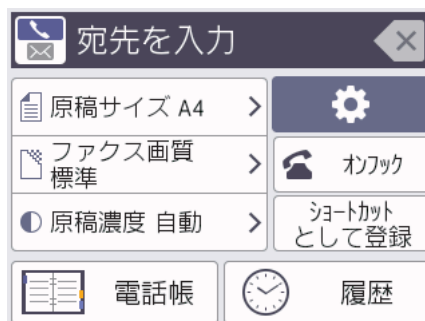 宛先を入力
原稿サイズ A4
ファクス画質
標準
原稿濃度 自動
オンフック
ショートカット
として登録
電話帳
履歴